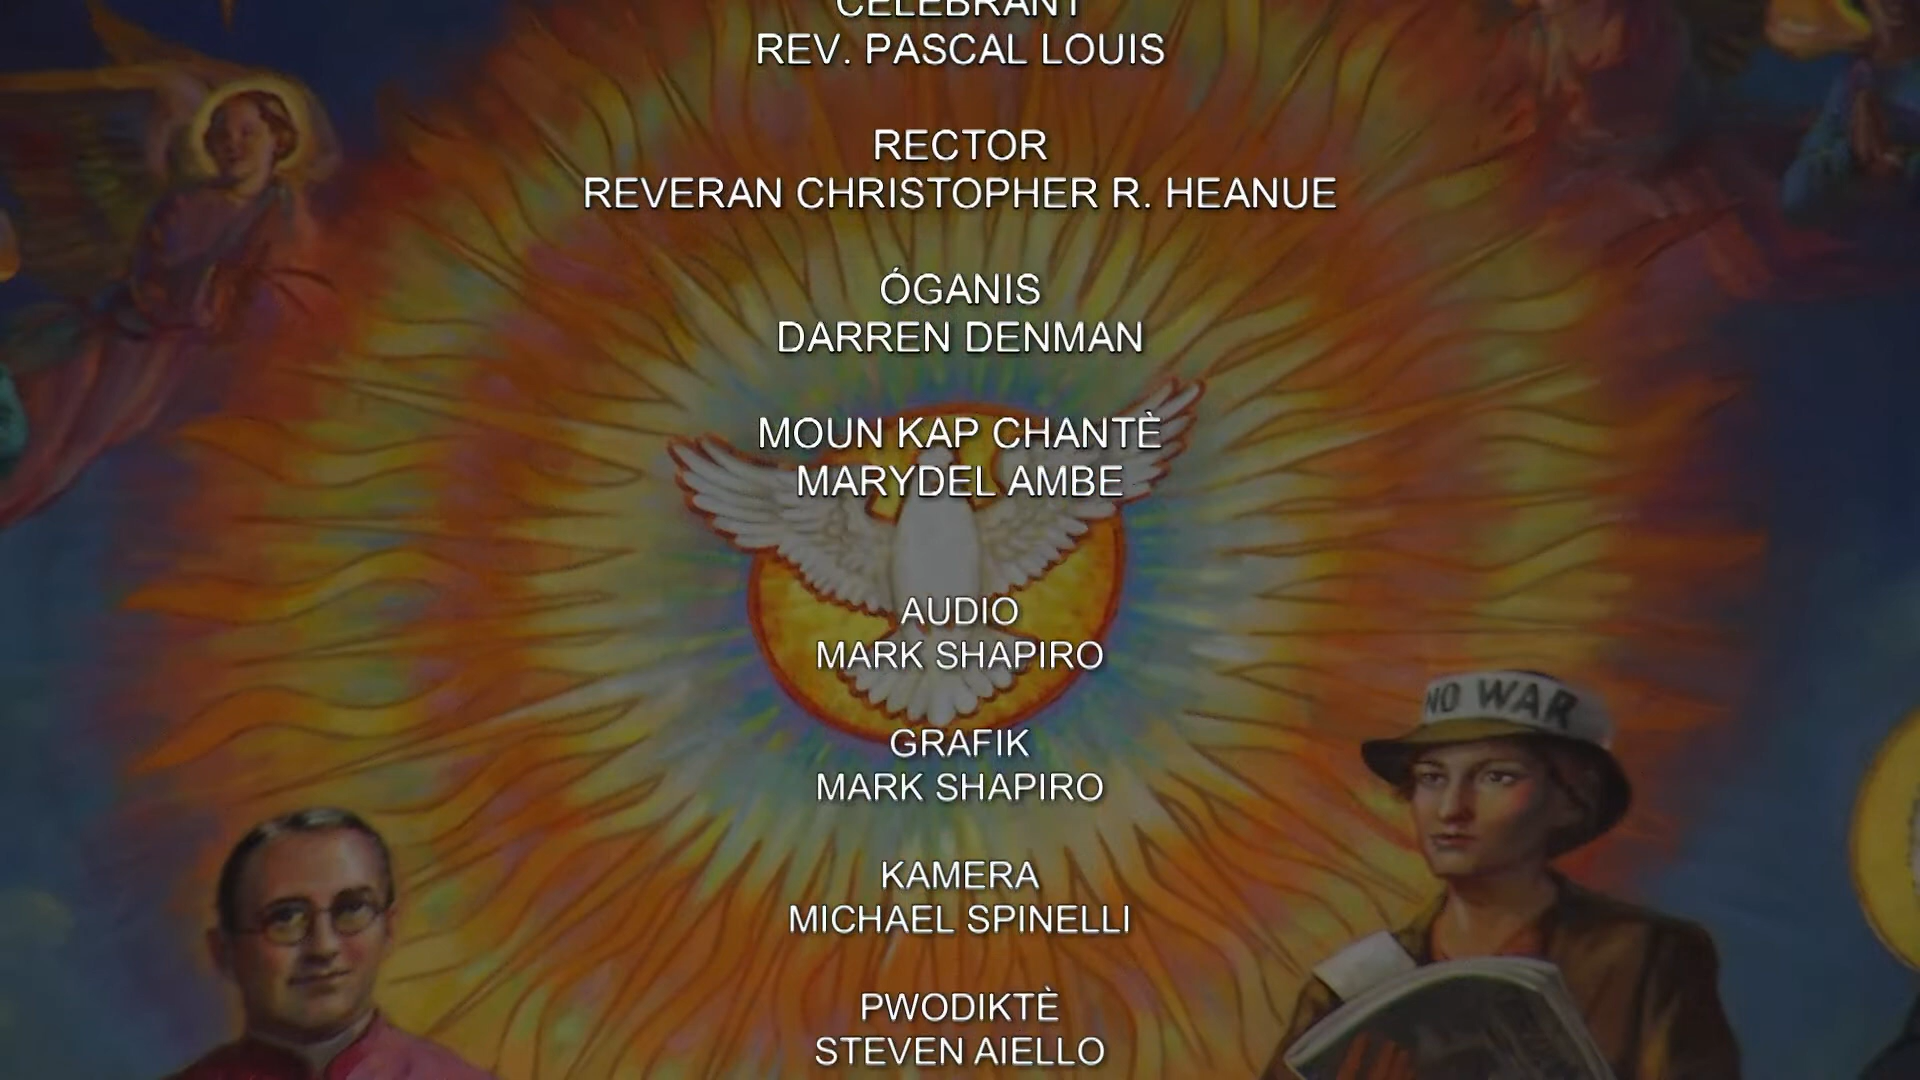 CELEBRANT
REV. PASCAL LOUIS
RECTOR
REVERAN CHRISTOPHER R. HEANUE
ÓGANIS
DARREN DENMAN
MOUN KAP CHANTÈ
MARYDEL AMBE
AUDIO
MARK SHAPIRO
GRAFIK
MARK SHAPIRO
NO WAR
KAMERA
MICHAEL SPINELLI
PWODIKTÈ
STEVEN AIELLO